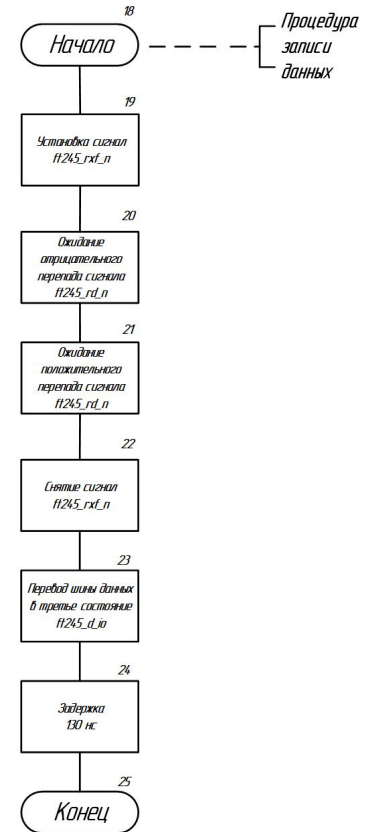 18
Начало
Процедура
записи
данных
19
Установка сигнал
ft245_rxf_n
20
Ожидание
отрицательного
перепада сигнала
ft245_rd_n
21
Ожидание
положительного
перепада сигнала
ft245_rd_n
22
Снятие сигнал
ft245_rxf_n
23
Перевод шины данных
в третье состояние
ft245_d_io
24
Задержка
130 нс
25
Конец